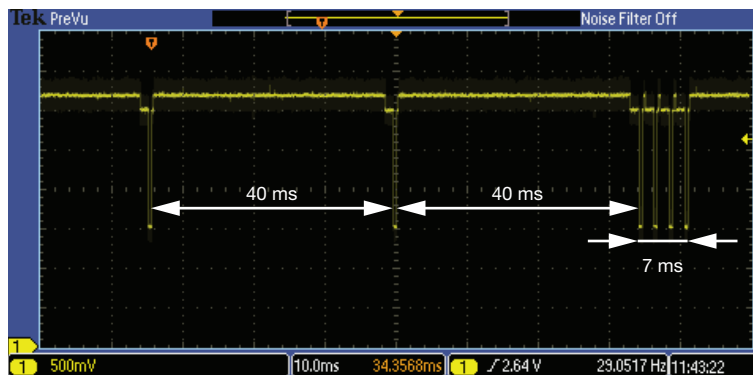 Tek PreVu Noise Filter Off
T
T
40 ms 40 ms
7 ms
1
1 500mV 10.0ms 34.3568ms 1 2.64 V 29.0517 Hz 11:43:22